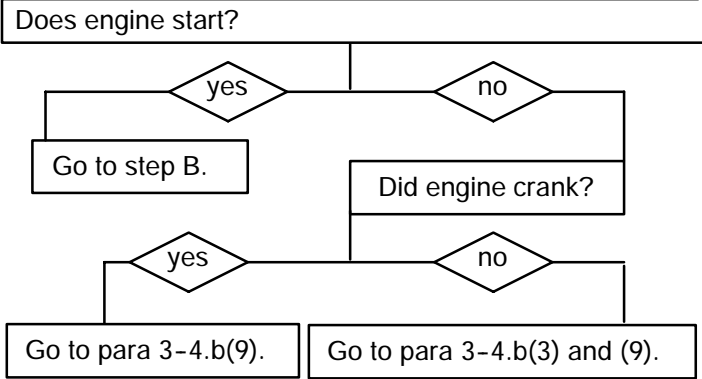 Does engine start?
yes
no
Go to step B.
Did engine crank?
yes
no
Go to para 3-4.b(9).
Go to para 3-4.b(3) and (9).